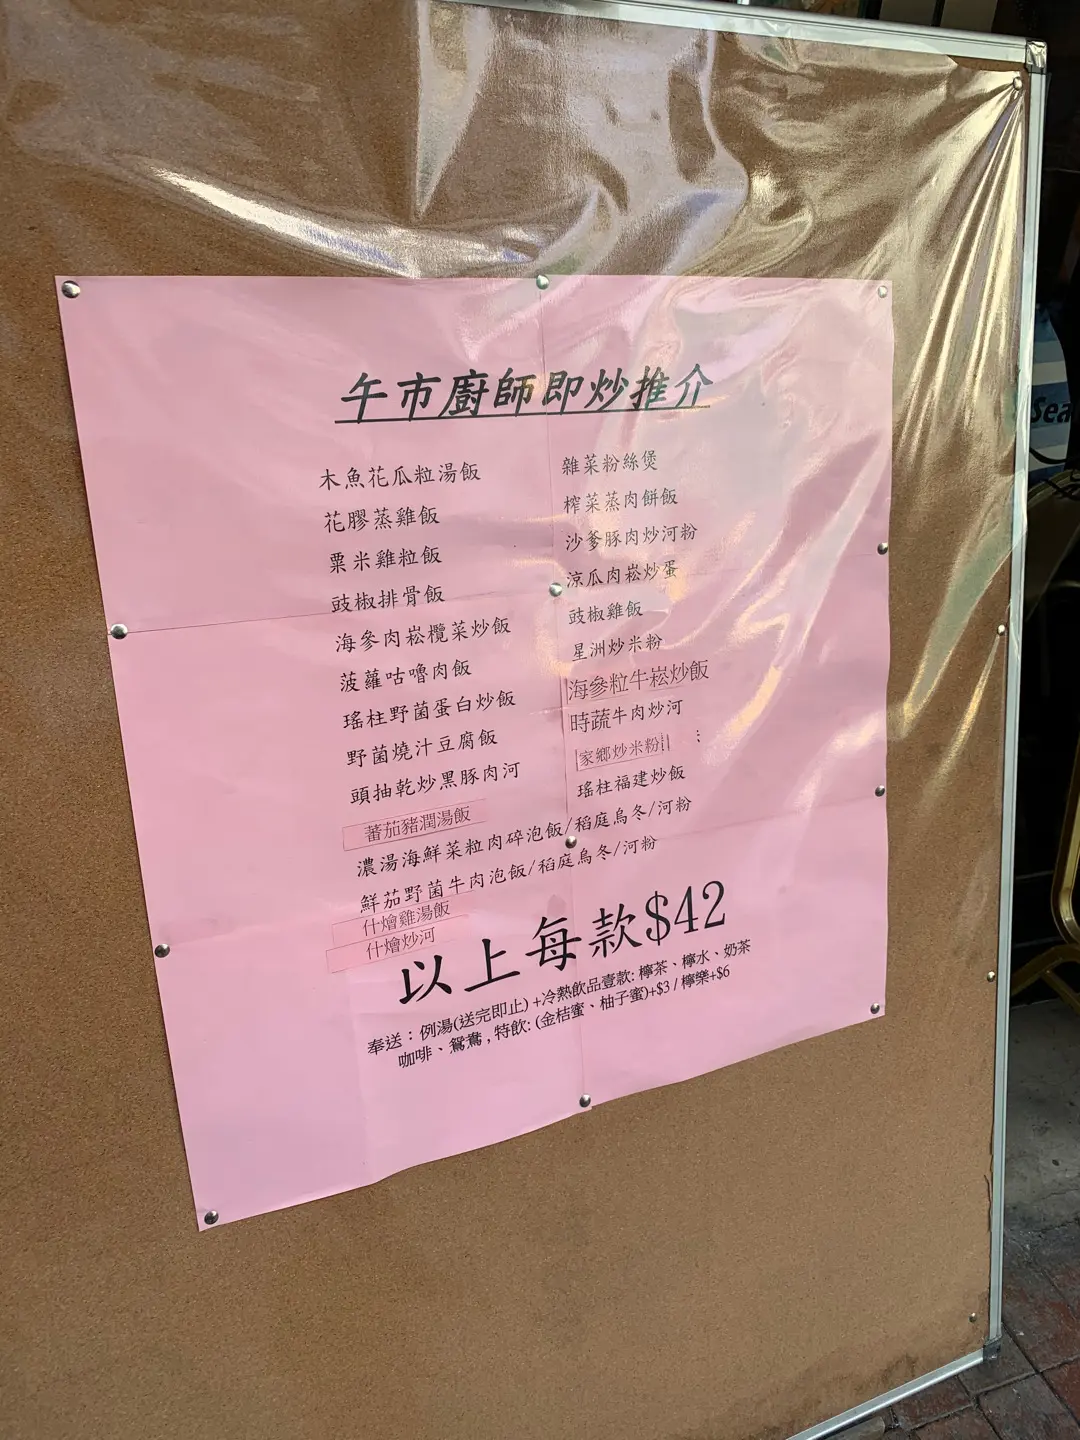 午市廚師即炒推介
木魚花瓜粒湯飯
花膠蒸雞飯
粟米雞粒飯
豉椒排骨飯
海參肉崧欖菜炒飯
菠蘿咕嚕肉飯
瑤柱野菌蛋白炒飯
野菌燒汁豆腐飯
頭抽乾炒黑豚肉河
蕃茄豬潤湯飯
雜菜粉絲煲
榨菜蒸肉餅飯
沙爹豚肉炒河粉
涼瓜肉崧炒蛋
豉椒雞飯
星洲炒米粉
海參粒牛崧炒飯
時蔬牛肉炒河
家鄉炒米粉
瑤柱福建炒飯
濃湯海鮮菜粒肉碎泡飯/稻庭烏冬/河粉
鮮茄野菌牛肉泡飯/稻庭烏冬/河粉
什燴雞湯飯
什燴炒河
以上每款$42
奉送：例湯(送完即止) +冷熱飲品壹款: 檸茶、檸水、奶茶
咖啡、鴛鴦 , 特飲: (金桔蜜、柚子蜜)+$3 / 檸樂+$6
Sea